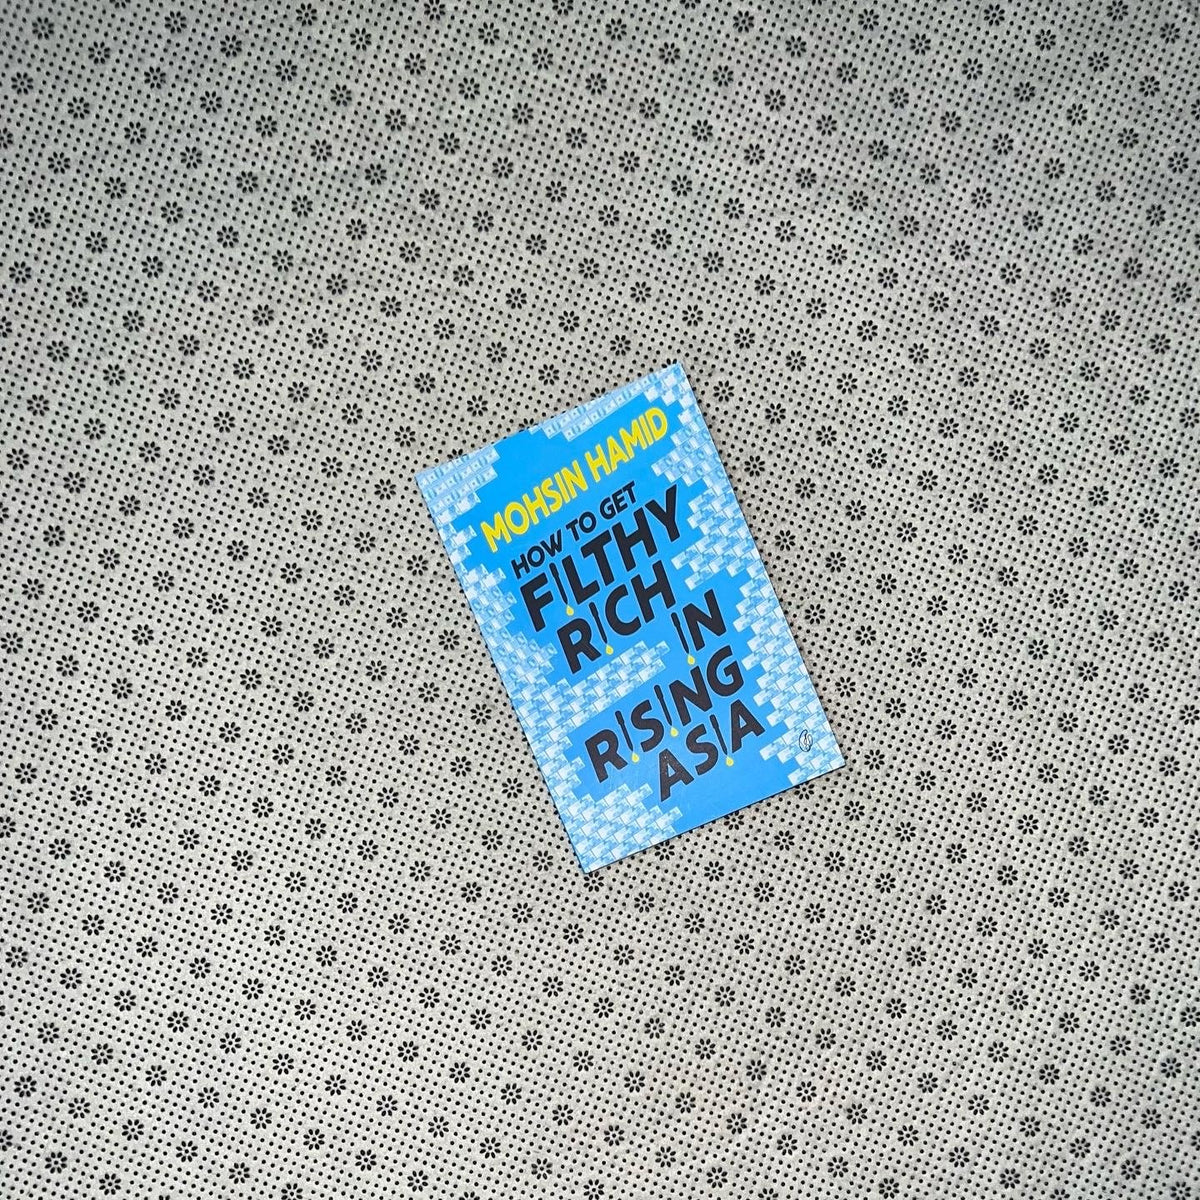 MOHSIN HAMID
HOW TO GET
FILTHY
RICH IN
RISING
ASIA